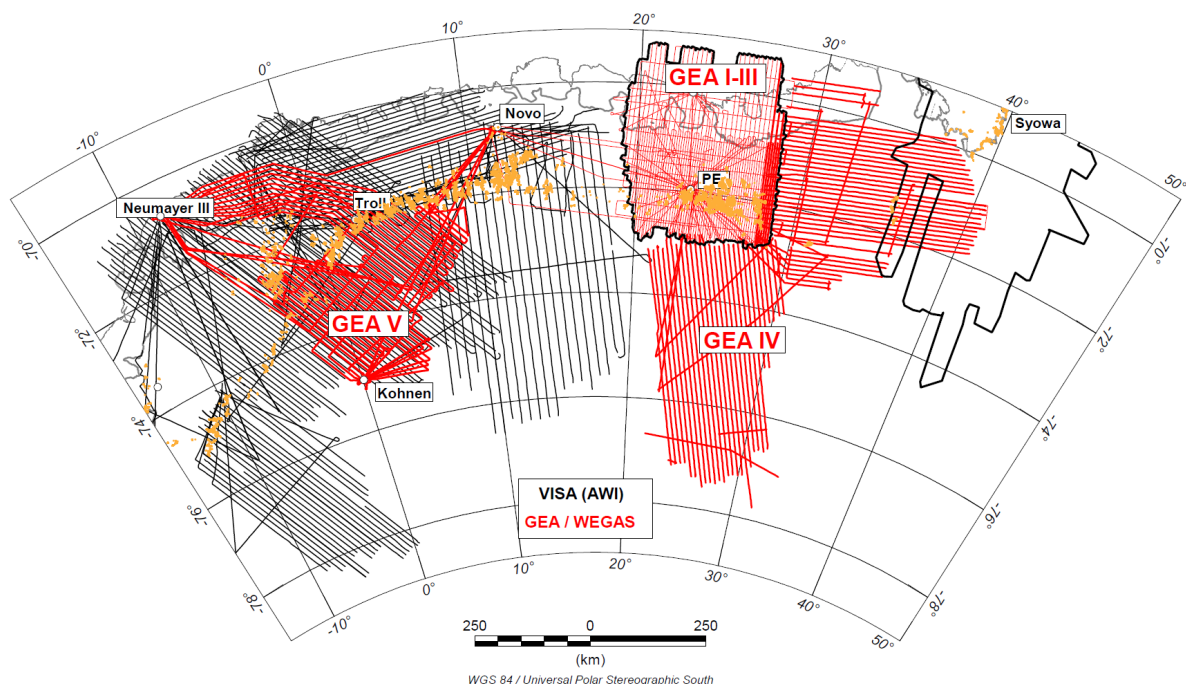 20°
10°
30°
0°
GEA I-III
40°
Novo
Syowa
-10°
PE
50°
Troll
Neumayer III
-70
-70
GEA V
-72
GEA IV
-72
Kohnen
-74
-74
VISA (AWI)
-76
GEA / WEGAS
-76
-78
-78
20°
10°
30°
0°
40°
-10°
50°
250
0
250
(km)
WGS 84 / Universal Polar Stereographic South